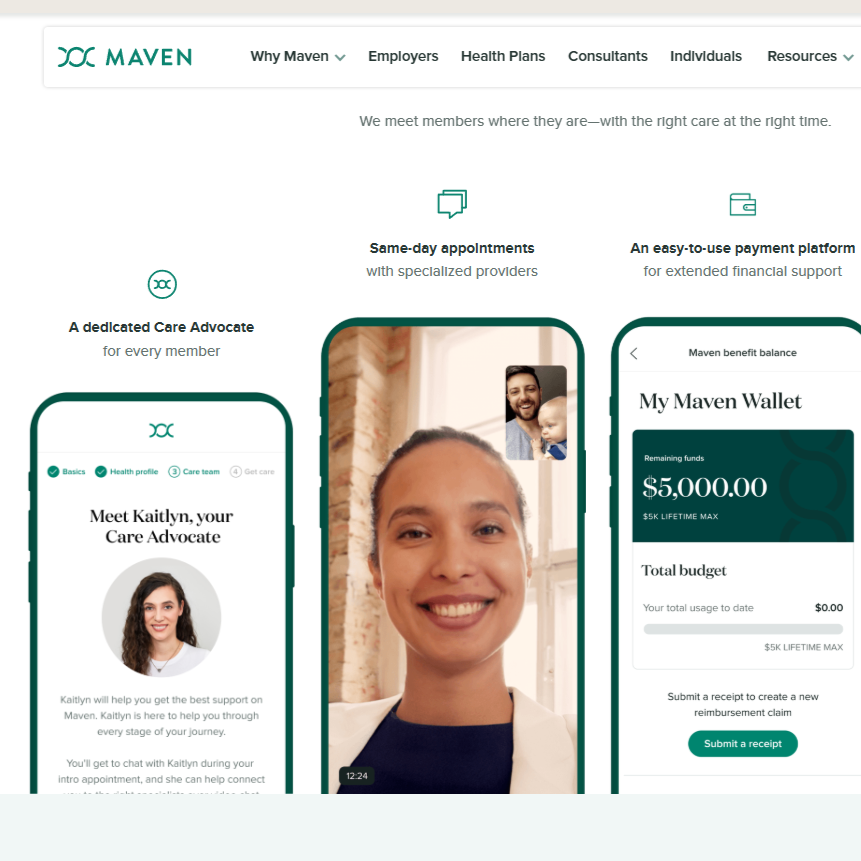 MAVEN
Why Maven
Employers
Health Plans
Consultants
Individuals
Resources
We meet members where they are—with the right care at the right time.
A dedicated Care Advocate
for every member
Basics
Health profile
3 Care team
4 Get care
Meet Kaitlyn, your
Care Advocate
Kaitlyn will help you get the best support on
Maven. Kaitlyn is here to help you through
every stage of your journey.
You'll get to chat with Kaitlyn during your
intro appointment, and she can help connect
Same-day appointments
with specialized providers
12:24
An easy-to-use payment platform
for extended financial support
Maven benefit balance
My Maven Wallet
Remaining funds
$5,000.00
$5K LIFETIME MAX
Total budget
Your total usage to date
$0.00
$5K LIFETIME MAX
Submit a receipt to create a new
reimbursement claim
Submit a receipt